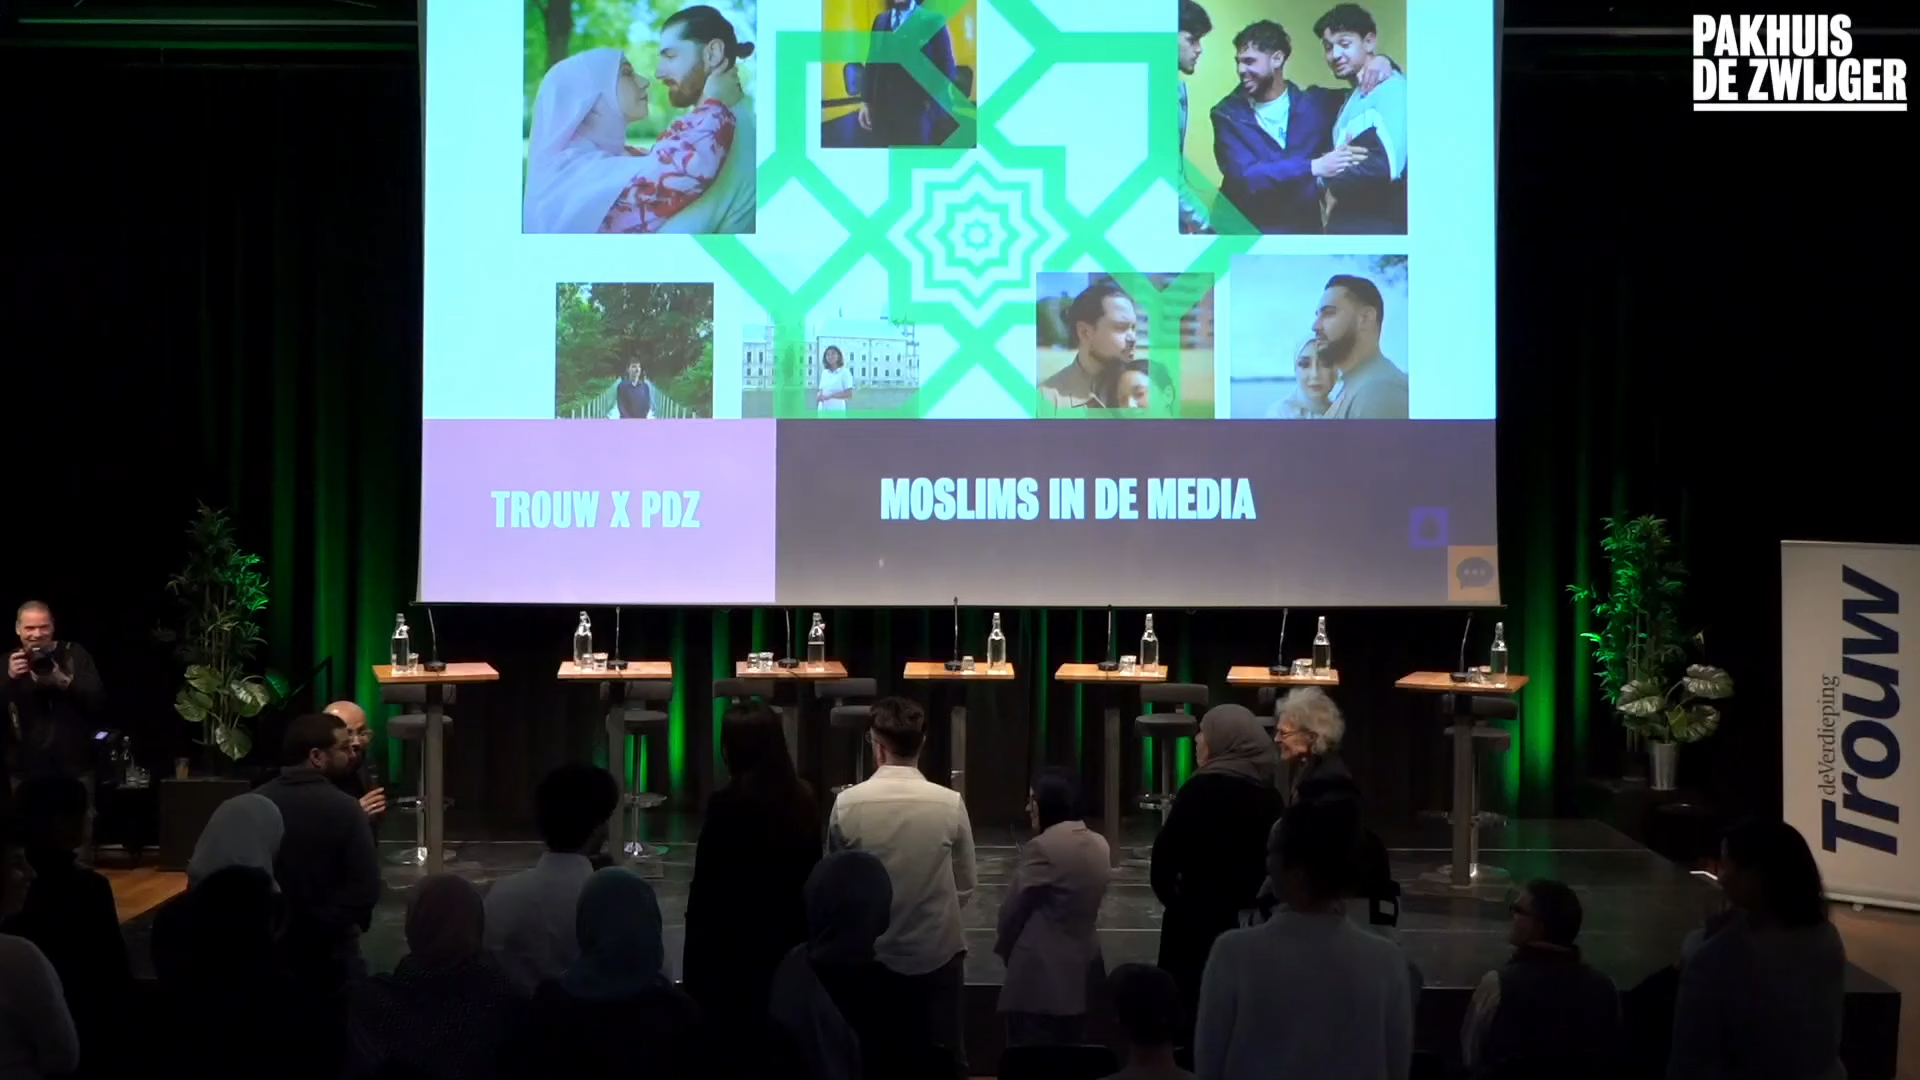 PAKHUIS
DE ZWIJGER
TROUW X PDZ
MOSLIMS IN DE MEDIA
deVerdieping
Trouw